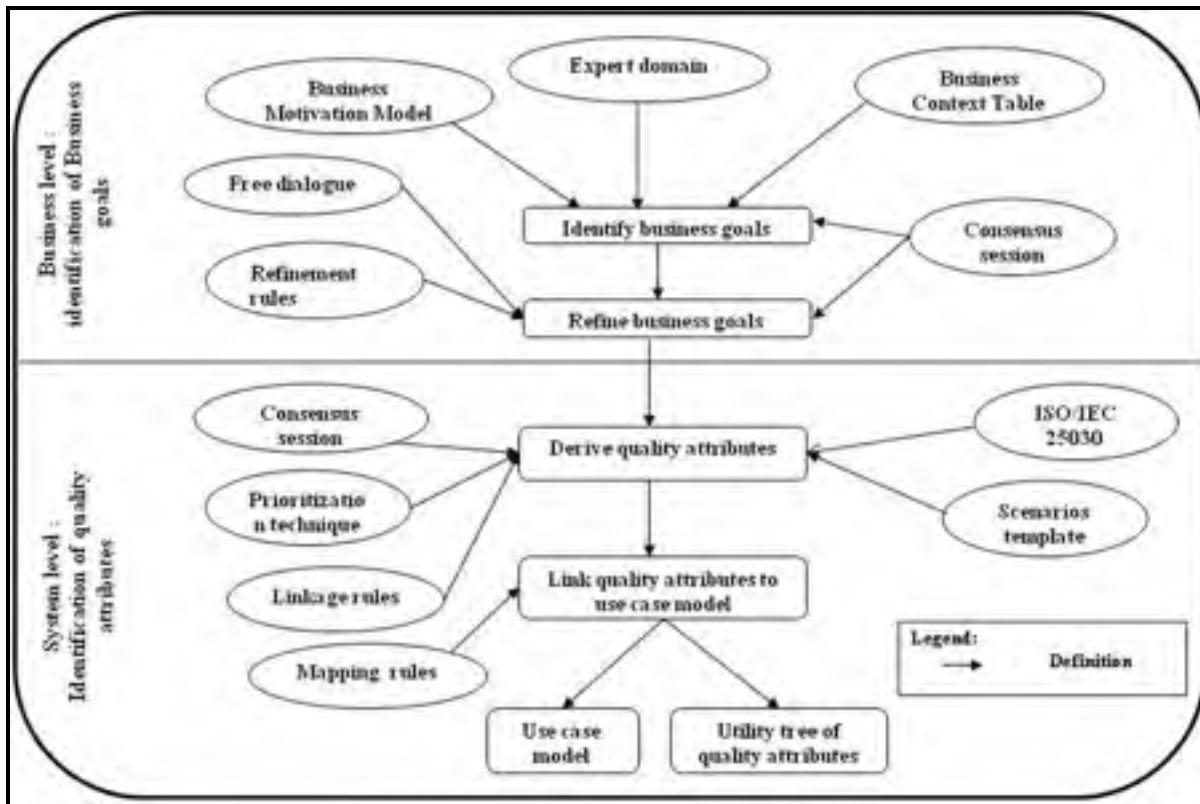 Business level :
identification of Business
goals
Business
Motivation Model
Expert domain
Business
Context Table
Free dialogue
Identify business goals
Consensus
session
Refinement
rules
Refine business goals
System level :
Identification of quality
attributes
Consensus
session
Derive quality attributes
ISO/IEC
25030
Prioritizatio
n technique
Scenarios
template
Linkage rules
Link quality attributes to
use case model
Mapping rules
Legend:
Definition
Use case
model
Utility tree of
quality attributes